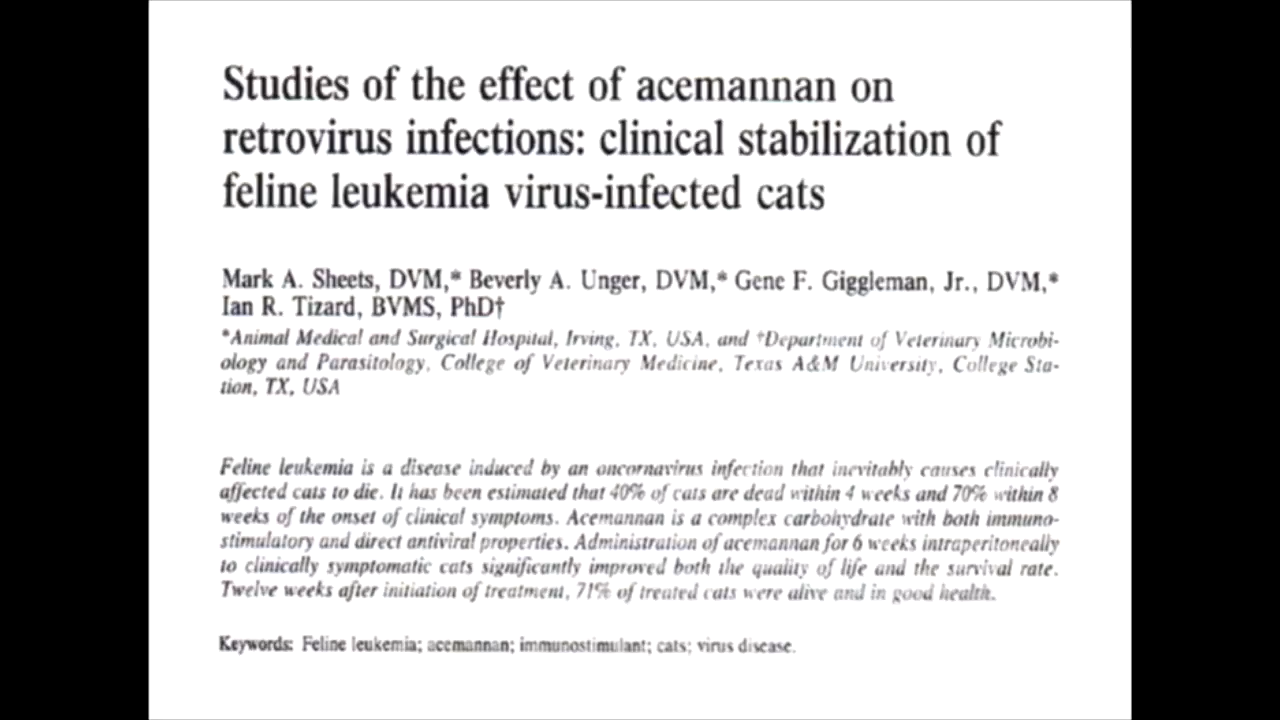 Studies of the effect of acemannan on
retrovirus infections: clinical stabilization of
feline leukemia virus-infected cats
Mark A. Sheets, DVM,* Beverly A. Unger, DVM,* Gene F. Giggleman, Jr., DVM,*
Ian R. Tizard, BVMS, PhD†
*Animal Medical and Surgical Hospital, Irving, TX, USA, and †Department of Veterinary Microbi-
ology and Parasitology, College of Veterinary Medicine, Texas A&M University, College Sta-
tion, TX, USA
Feline leukemia is a disease induced by an oncornavirus infection that inevitably causes clinically
affected cats to die. It has been estimated that 40% of cats are dead within 4 weeks and 70% within 8
weeks of the onset of clinical symptoms. Acemannan is a complex carbohydrate with both immuno-
stimulatory and direct antiviral properties. Administration of acemannan for 6 weeks intraperitoneally
to clinically symptomatic cats significantly improved both the quality of life and the survival rate.
Twelve weeks after initiation of treatment, 71% of treated cats were alive and in good health.
Keywords: Feline leukemia; acemannan; immunostimulant; cats; virus disease.